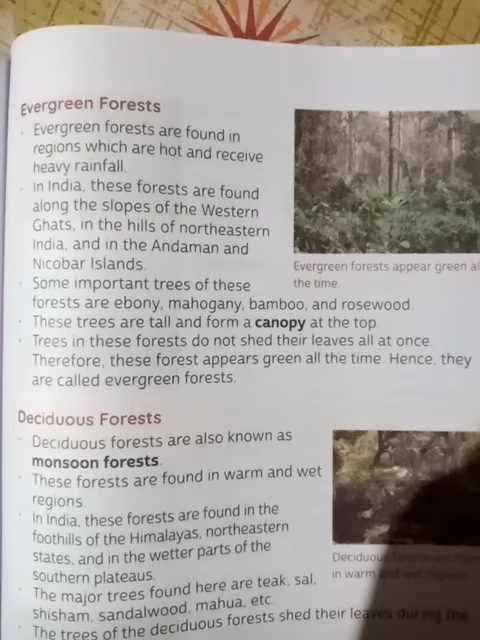 Evergreen Forests
Evergreen forests are found in
regions which are hot and receive
heavy rainfall.
In India, these forests are found
along the slopes of the Western
Ghats, in the hills of northeastern
India, and in the Andaman and
Nicobar Islands.
Evergreen forests appear green al
the time.
Some important trees of these
forests are ebony, mahogany, bamboo, and rosewood.
These trees are tall and form a canopy at the top.
Trees in these forests do not shed their leaves all at once.
Therefore, these forest appears green all the time. Hence, they
are called evergreen forests.
Deciduous Forests
Deciduous forests are also known as
monsoon forests.
These forests are found in warm and wet
regions.
In India, these forests are found in the
foothills of the Himalayas, northeastern
states, and in the wetter parts of the
southern plateaus.
Deciduous forests are
in warm and wet regions.
The major trees found here are teak, sal,
shisham, sandalwood, mahua, etc.
The trees of the deciduous forests shed their leaves during the